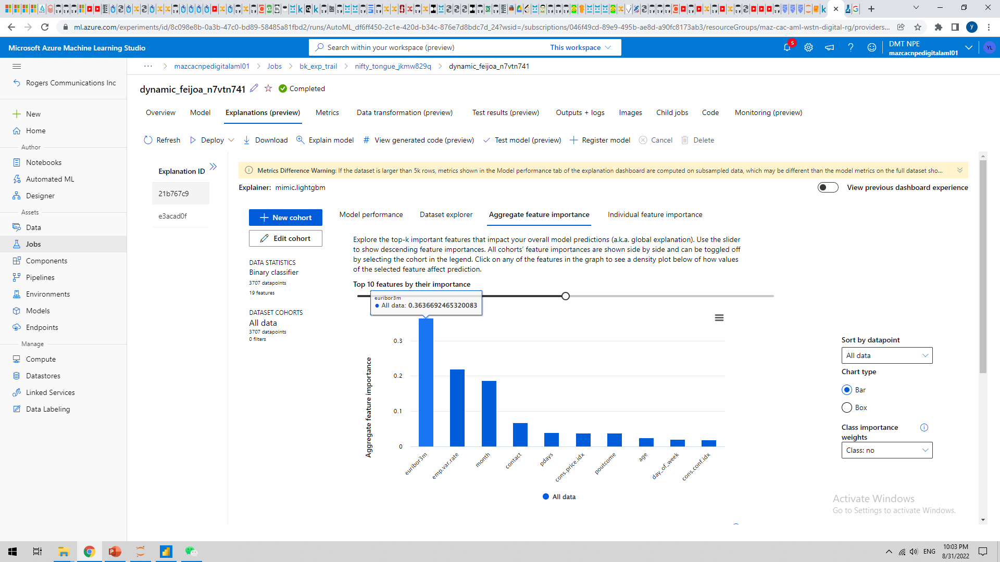 ml.azure.com/experiments/id/8c098e8b-0a3b-47c0-bd89-58485a81fbd2/runs/AutoML_df6ff450-2c1e-420d-b34c-876e7d8bdc7d_24?wsid=/subscriptions/046f49cd-89e9-495b-ae8d-a90fc8173ab3/resourceGroups/maz-cac-aml-wstn-digital-rg/providers...
y
Microsoft Azure Machine Learning Studio
Search within your workspace (preview)
This workspace
5
DMT NPE
mazcacnpedigitalaml01
YL
mazcacnpedigitalaml01 Jobs bk_exp_trail nifty_tongue_jkmw829q dynamic_feijoa_n7vtn741
Rogers Communications Inc
New
Home
Author
Notebooks
Automated ML
Designer
Assets
Data
Jobs
Components
Pipelines
Environments
Models
Endpoints
Manage
Compute
Datastores
Linked Services
Data Labeling
dynamic_feijoa_n7vtn741
Completed
Overview Model Explanations (preview) Metrics Data transformation (preview) Test results (preview) Outputs + logs Images Child jobs Code Monitoring (preview)
Refresh Deploy Download Explain model View generated code (preview) Test model (preview) Register model Cancel Delete
Explanation ID
21b767c9
e3acad0f
Metrics Difference Warning: If the dataset is larger than 5k rows, metrics shown in the Model performance tab of the explanation dashboard are computed on subsampled data, which may be different than the model metrics on the full dataset sho...
Explainer: mimic.lightgbm
View previous dashboard experience
New cohort
Edit cohort
DATA STATISTICS
Binary classifier
3707 datapoints
19 features
DATASET COHORTS
All data
3707 datapoints
0 filters
Model performance Dataset explorer Aggregate feature importance Individual feature importance
Explore the top-k important features that impact your overall model predictions (a.k.a. global explanation). Use the slider
to show descending feature importances. All cohorts' feature importances are shown side by side and can be toggled off
by selecting the cohort in the legend. Click on any of the features in the graph to see a density plot below of how values
of the selected feature affect prediction.
Top 10 features by their importance
euribor3m
All data: 0.3636692465320083
Aggregate feature importance
0.3
0.2
0.1
0
euribor3m
emp.var.rate
month
contact
pdays
cons.price.idx
poutcome
age
day_of_week
cons.conf.idx
All data
Sort by datapoint
All data
Chart type
Bar
Box
Class importance
weights
Class: no
Activate Windows
Go to Settings to activate Windows.
ENG
10:03 PM
8/31/2022